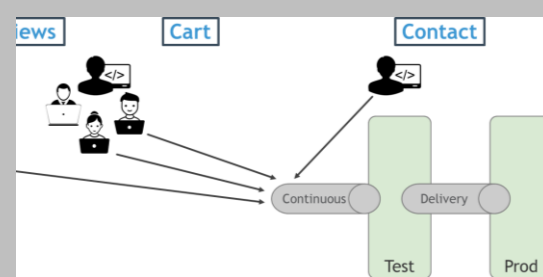 iews
Cart
Contact
</>
</>
Continuous
Delivery
Test
Prod